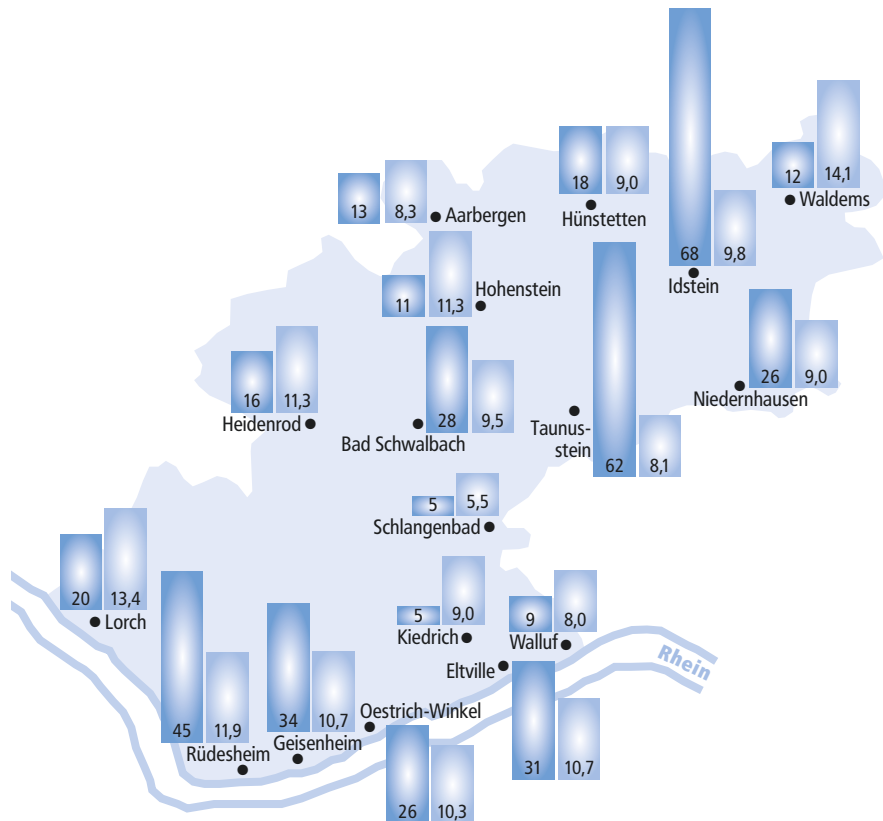 13 8,3
Aarbergen
18 9,0
Hünstetten
68 9,8
Idstein
12 14,1
Waldems
11 11,3
Hohenstein
16 11,3
Heidenrod
28 9,5
Bad Schwalbach
62 8,1
Taunus-
stein
26 9,0
Niedernhausen
5 5,5
Schlangenbad
20 13,4
Lorch
5 9,0
Kiedrich
9 8,0
Walluf
Rhein
Eltville
31 10,7
45 11,9
Rüdesheim
34 10,7
Geisenheim
Oestrich-Winkel
26 10,3